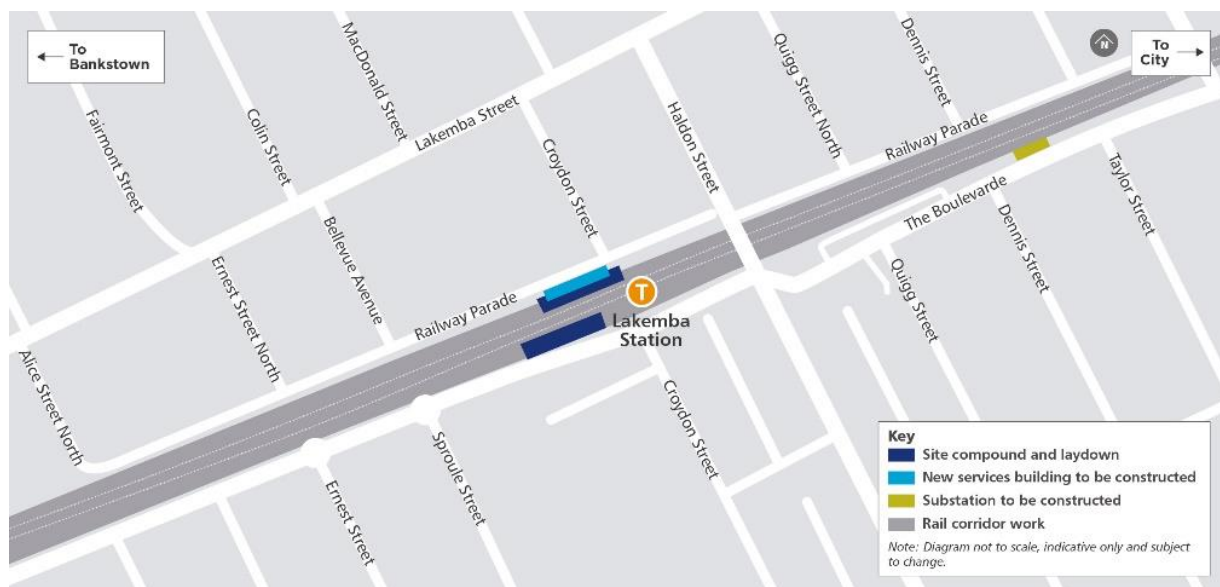 To
Bankstown
N
To
City
MacDonald Street
Quigg Street North
Dennis Street
Fairmont Street
Colin Street
Lakemba Street
Croydon Street
Haldon Street
Railway Parade
Taylor Street
The Boulevarde
Dennis Street
Bellevue Avenue
Ernest Street North
Quigg Street
Railway Parade
T
Lakemba
Station
Alice Street North
Croydon Street
Sproule Street
Ernest Street
Key
Site compound and laydown
New services building to be constructed
Substation to be constructed
Rail corridor work
Note: Diagram not to scale, indicative only and subject
to change.